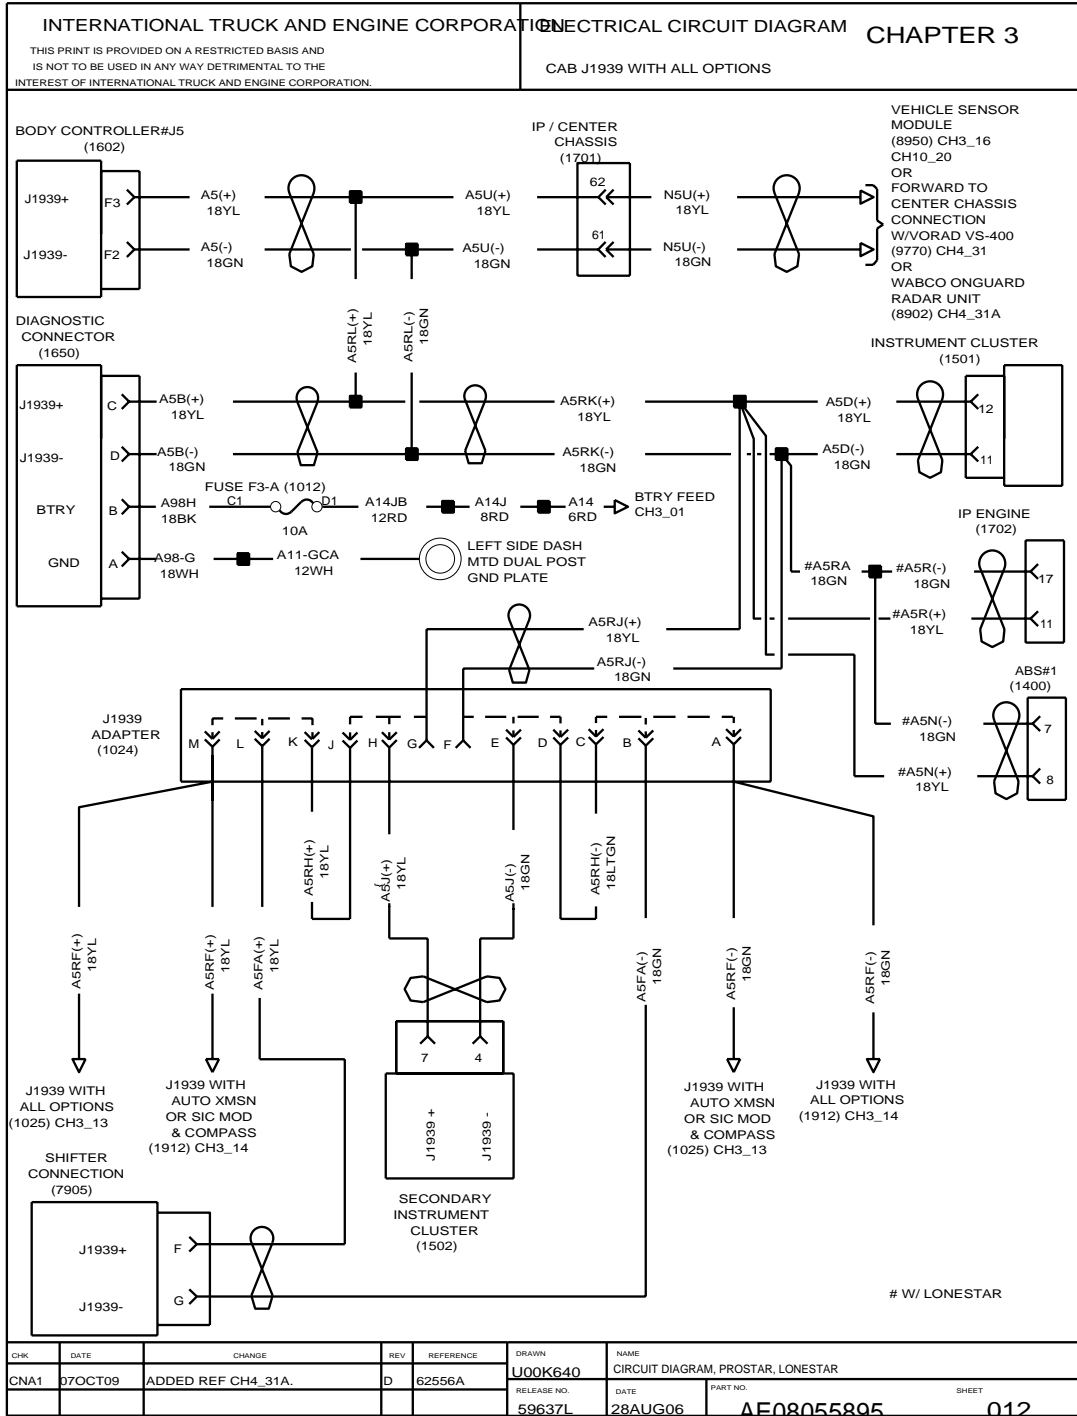 INTERNATIONAL TRUCK AND ENGINE CORPORATION
THIS PRINT IS PROVIDED ON A RESTRICTED BASIS AND
IS NOT TO BE USED IN ANY WAY DETRIMENTAL TO THE
INTEREST OF INTERNATIONAL TRUCK AND ENGINE CORPORATION.
ELECTRICAL CIRCUIT DIAGRAM
CHAPTER 3
CAB J1939 WITH ALL OPTIONS
BODY CONTROLLER#J5
(1602)
J1939+
F3
J1939-
F2
A5(+)
18YL
A5(-)
18GN
A5U(+)
18YL
A5U(-)
18GN
IP / CENTER
CHASSIS
(1701)
62
61
N5U(+)
18YL
N5U(-)
18GN
VEHICLE SENSOR
MODULE
(8950) CH3_16
CH10_20
OR
FORWARD TO
CENTER CHASSIS
CONNECTION
W/VORAD VS-400
(9770) CH4_31
OR
WABCO ONGUARD
RADAR UNIT
(8902) CH4_31A
A5RL(+)
18YL
A5RL(-)
18GN
DIAGNOSTIC
CONNECTOR
(1650)
J1939+
C
J1939-
D
BTRY
B
GND
A
A5B(+)
18YL
A5B(-)
18GN
A5RK(+)
18YL
A5RK(-)
18GN
A5D(+)
18YL
A5D(-)
18GN
INSTRUMENT CLUSTER
(1501)
12
11
A98H
18BK
FUSE F3-A (1012)
C1
D1
10A
A14JB
12RD
A14J
8RD
A14
6RD
BTRY FEED
CH3_01
A98-G
18WH
A11-GCA
12WH
LEFT SIDE DASH
MTD DUAL POST
GND PLATE
IP ENGINE
(1702)
#A5RA
18GN
#A5R(-)
18GN
17
#A5R(+)
18YL
11
A5RJ(+)
18YL
A5RJ(-)
18GN
ABS#1
(1400)
#A5N(-)
18GN
7
#A5N(+)
18YL
8
J1939
ADAPTER
(1024)
M
L
K
J
H
G
F
E
D
C
B
A
A5RH(+)
18YL
A5J(+)
18YL
A5J(-)
18GN
A5RH(-)
18LTGN
A5RF(+)
18YL
A5RF(+)
18YL
A5FA(+)
18YL
A5FA(-)
18GN
A5RF(-)
18GN
A5RF(-)
18GN
7
4
J1939 +
J1939 -
SECONDARY
INSTRUMENT
CLUSTER
(1502)
J1939 WITH
ALL OPTIONS
(1025) CH3_13
J1939 WITH
AUTO XMSN
OR SIC MOD
& COMPASS
(1912) CH3_14
J1939 WITH
AUTO XMSN
OR SIC MOD
& COMPASS
(1025) CH3_13
J1939 WITH
ALL OPTIONS
(1912) CH3_14
SHIFTER
CONNECTION
(7905)
J1939+
F
J1939-
G
# W/ LONESTAR
CHK DATE CHANGE REV REFERENCE
CNA1 07OCT09 ADDED REF CH4_31A. D 62556A
DRAWN
U00K640
NAME
CIRCUIT DIAGRAM, PROSTAR, LONESTAR
RELEASE NO.
59637L
DATE
28AUG06
PART NO.
AE08055895
SHEET
012